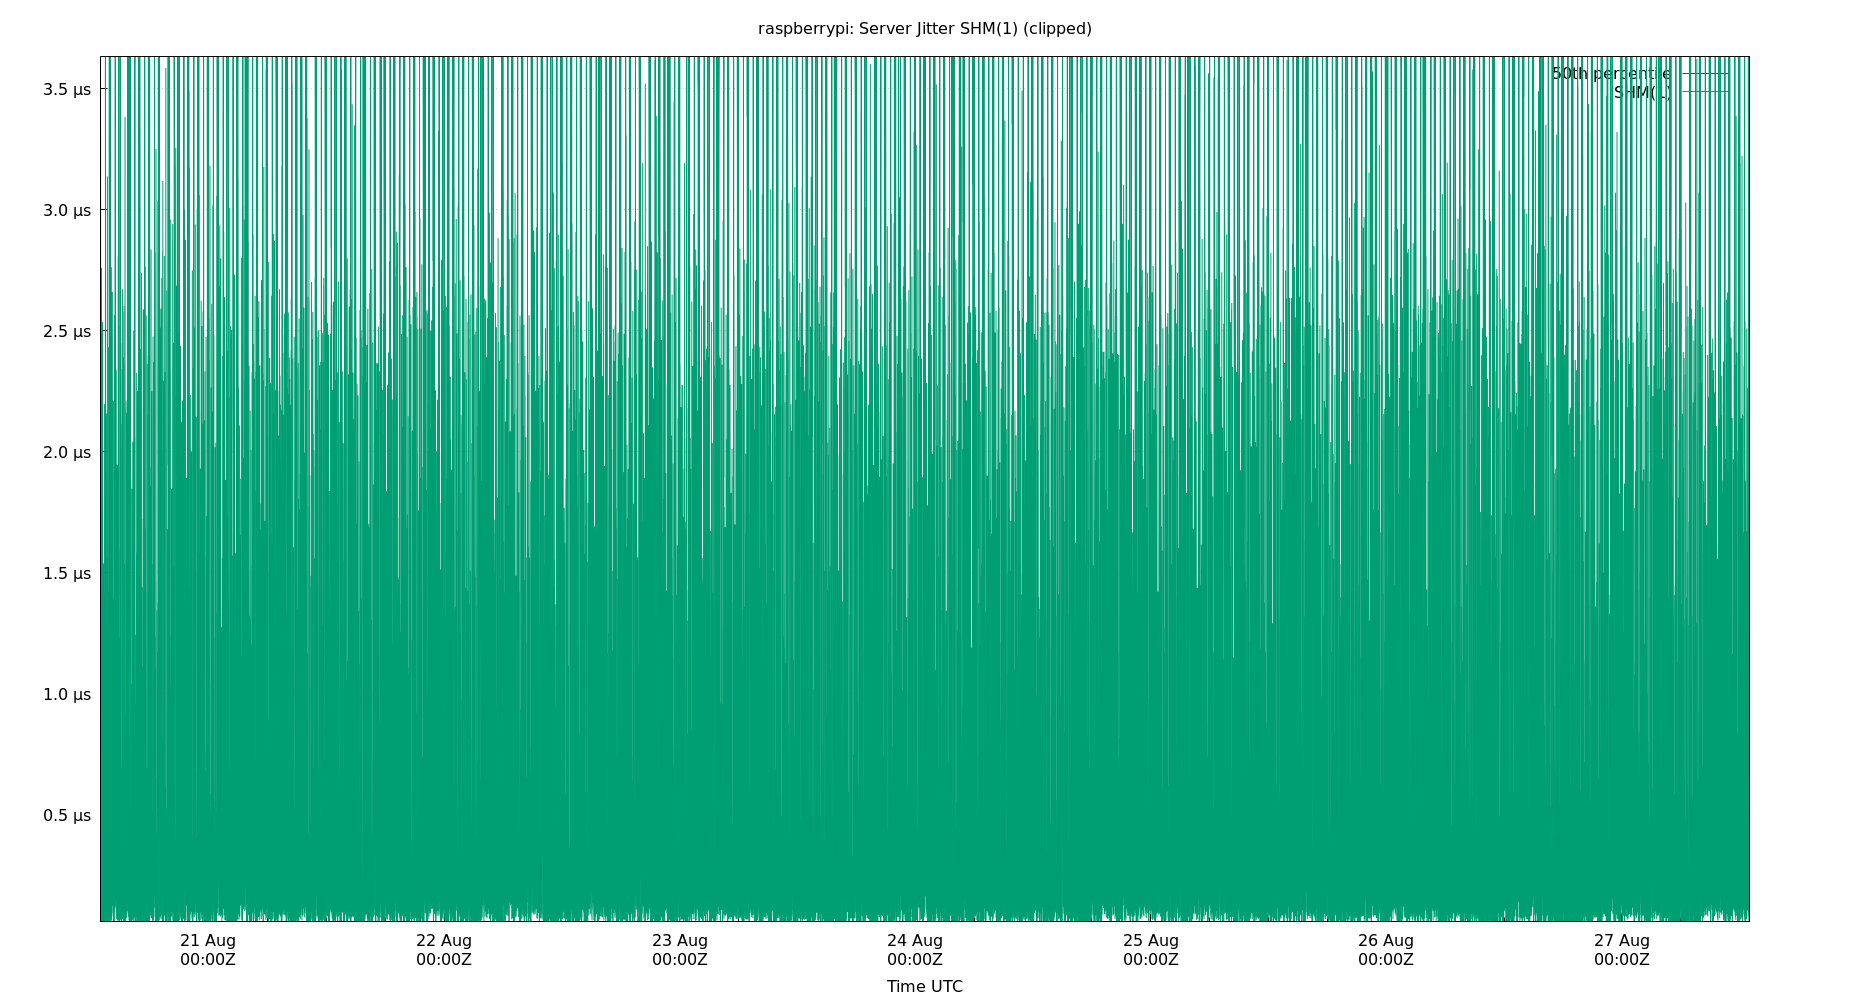 raspberrypi: Server Jitter SHM(1) (clipped)
50th percentile
SHM(1)
3.5 µs
3.0 µs
2.5 µs
2.0 µs
1.5 µs
1.0 µs
0.5 µs
21 Aug 22 Aug 23 Aug 24 Aug 25 Aug 26 Aug 27 Aug
00:00Z 00:00Z 00:00Z 00:00Z 00:00Z 00:00Z 00:00Z
Time UTC